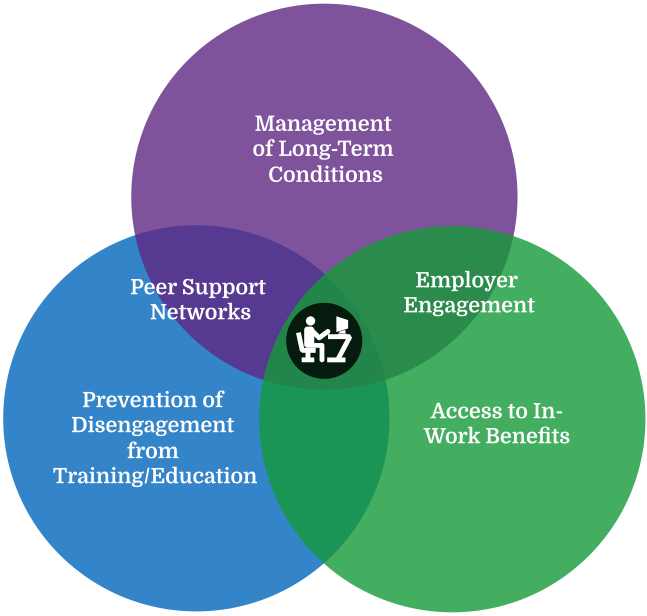 Management
of Long-Term
Conditions
Peer Support
Networks
Employer
Engagement
Prevention of
Disengagement
from
Training/Education
Access to In-
Work Benefits